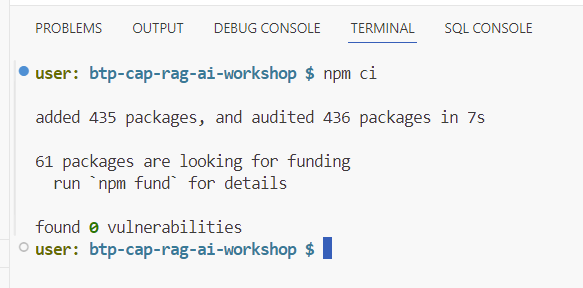 PROBLEMS OUTPUT DEBUG CONSOLE TERMINAL SQL CONSOLE
user: btp-cap-rag-ai-workshop $ npm ci
added 435 packages, and audited 436 packages in 7s
61 packages are looking for funding
run `npm fund` for details
found 0 vulnerabilities
user: btp-cap-rag-ai-workshop $